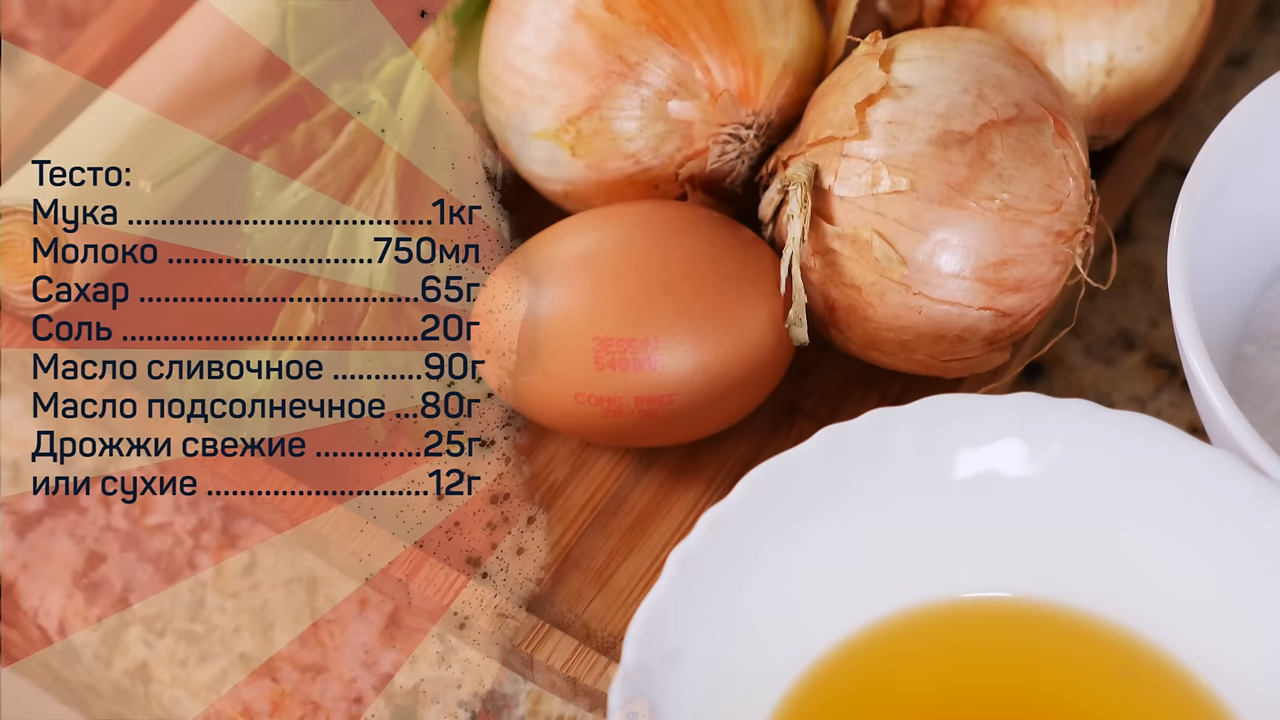 Тесто:
Мука .....................................1кг
Молоко .........................750мл
Сахар ..................................65г
Соль ....................................20г
Масло сливочное ...........90г
Масло подсолнечное ...80г
Дрожжи свежие .............25г
или сухие ...........................12г